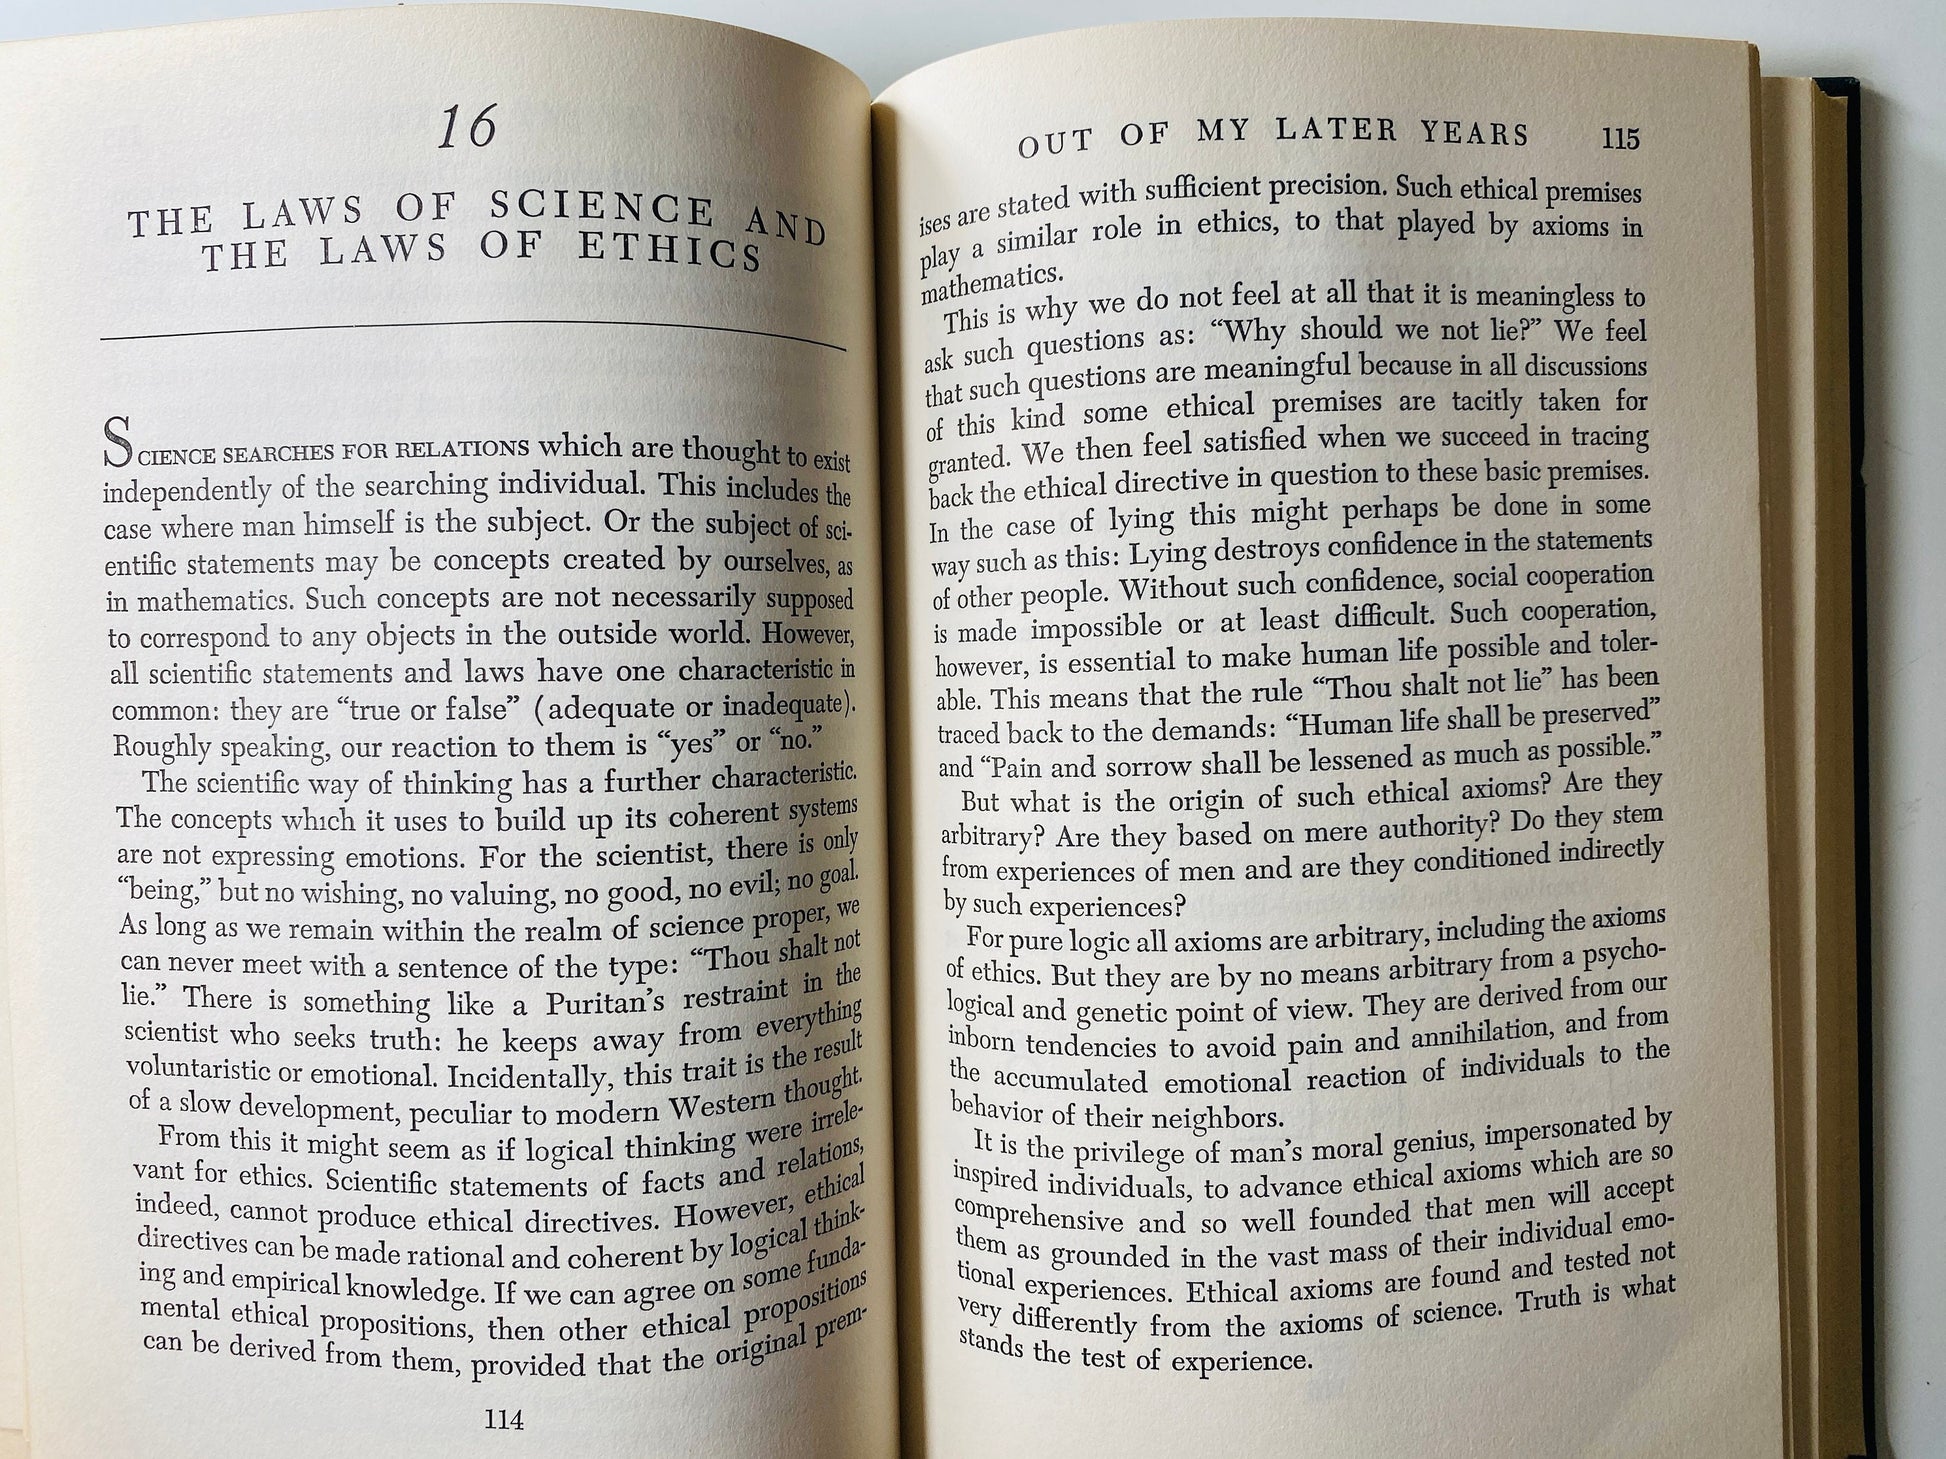 16
THE LAWS OF SCIENCE AND
THE LAWS OF ETHICS
SCIENCE SEARCHES FOR RELATIONS which are thought to exist
independently of the searching individual. This includes the
case where man himself is the subject. Or the subject of sci-
entific statements may be concepts created by ourselves, as
in mathematics. Such concepts are not necessarily supposed
to correspond to any objects in the outside world. However,
all scientific statements and laws have one characteristic in
common: they are “true or false” (adequate or inadequate).
Roughly speaking, our reaction to them is “yes” or “no.”
The scientific way of thinking has a further characteristic.
The concepts which it uses to build up its coherent systems
are not expressing emotions. For the scientist, there is only
“being,” but no wishing, no valuing, no good, no evil; no goal.
As long as we remain within the realm of science proper, we
can never meet with a sentence of the type: “Thou shalt not
lie.” There is something like a Puritan’s restraint in the
scientist who seeks truth: he keeps away from everything
voluntaristic or emotional. Incidentally, this trait is the result
of a slow development, peculiar to modern Western thought.
From this it might seem as if logical thinking were irrele-
vant for ethics. Scientific statements of facts and relations,
indeed, cannot produce ethical directives. However, ethical
directives can be made rational and coherent by logical think-
ing and empirical knowledge. If we can agree on some funda-
mental ethical propositions, then other ethical propositions
can be derived from them, provided that the original prem-
114
OUT OF MY LATER YEARS 115
ises are stated with sufficient precision. Such ethical premises
play a similar role in ethics, to that played by axioms in
mathematics.
This is why we do not feel at all that it is meaningless to
ask such questions as: “Why should we not lie?” We feel
that such questions are meaningful because in all discussions
of this kind some ethical premises are tacitly taken for
granted. We then feel satisfied when we succeed in tracing
back the ethical directive in question to these basic premises.
In the case of lying this might perhaps be done in some
way such as this: Lying destroys confidence in the statements
of other people. Without such confidence, social cooperation
is made impossible or at least difficult. Such cooperation,
however, is essential to make human life possible and toler-
able. This means that the rule “Thou shalt not lie” has been
traced back to the demands: “Human life shall be preserved”
and “Pain and sorrow shall be lessened as much as possible.”
But what is the origin of such ethical axioms? Are they
arbitrary? Are they based on mere authority? Do they stem
from experiences of men and are they conditioned indirectly
by such experiences?
For pure logic all axioms are arbitrary, including the axioms
of ethics. But they are by no means arbitrary from a psycho-
logical and genetic point of view. They are derived from our
inborn tendencies to avoid pain and annihilation, and from
the accumulated emotional reaction of individuals to the
behavior of their neighbors.
It is the privilege of man’s moral genius, impersonated by
inspired individuals, to advance ethical axioms which are so
comprehensive and so well founded that men will accept
them as grounded in the vast mass of their individual emo-
tional experiences. Ethical axioms are found and tested not
very differently from the axioms of science. Truth is what
stands the test of experience.